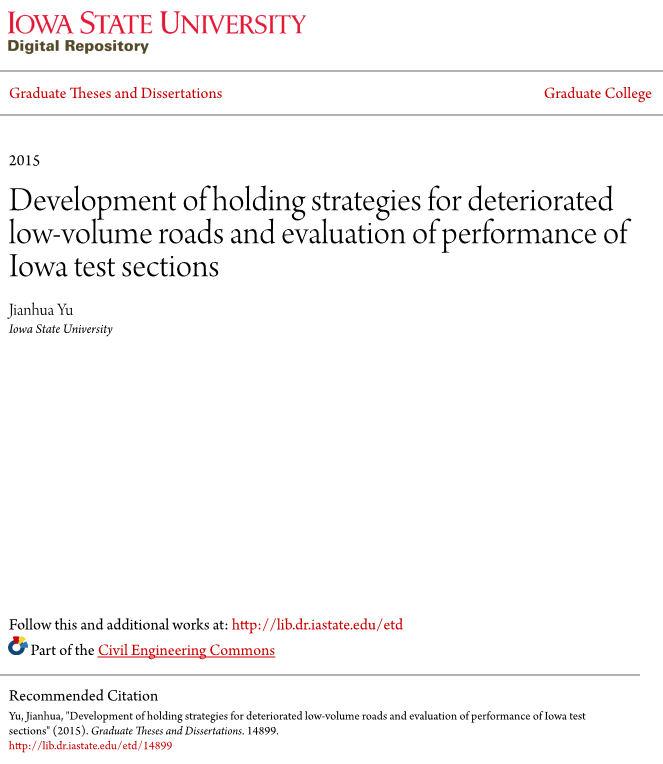 IOWA STATE UNIVERSITY
Digital Repository
Graduate Theses and Dissertations
Graduate College
2015
Development of holding strategies for deteriorated
low-volume roads and evaluation of performance of
Iowa test sections
Jianhua Yu
Iowa State University
Follow this and additional works at: http://lib.dr.iastate.edu/etd
Part of the Civil Engineering Commons
Recommended Citation
Yu, Jianhua, "Development of holding strategies for deteriorated low-volume roads and evaluation of performance of Iowa test
sections" (2015). Graduate Theses and Dissertations. 14899.
http://lib.dr.iastate.edu/etd/14899